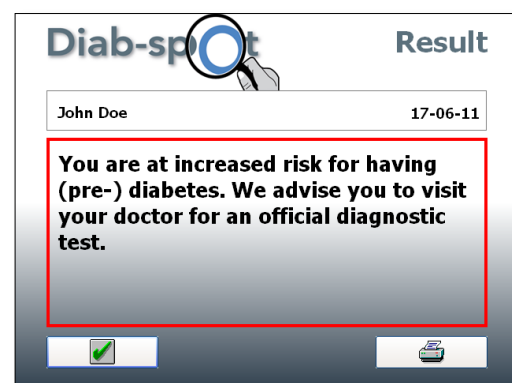 Diab-spot
Result
John Doe
17-06-11
You are at increased risk for having
(pre-) diabetes. We advise you to visit
your doctor for an official diagnostic
test.